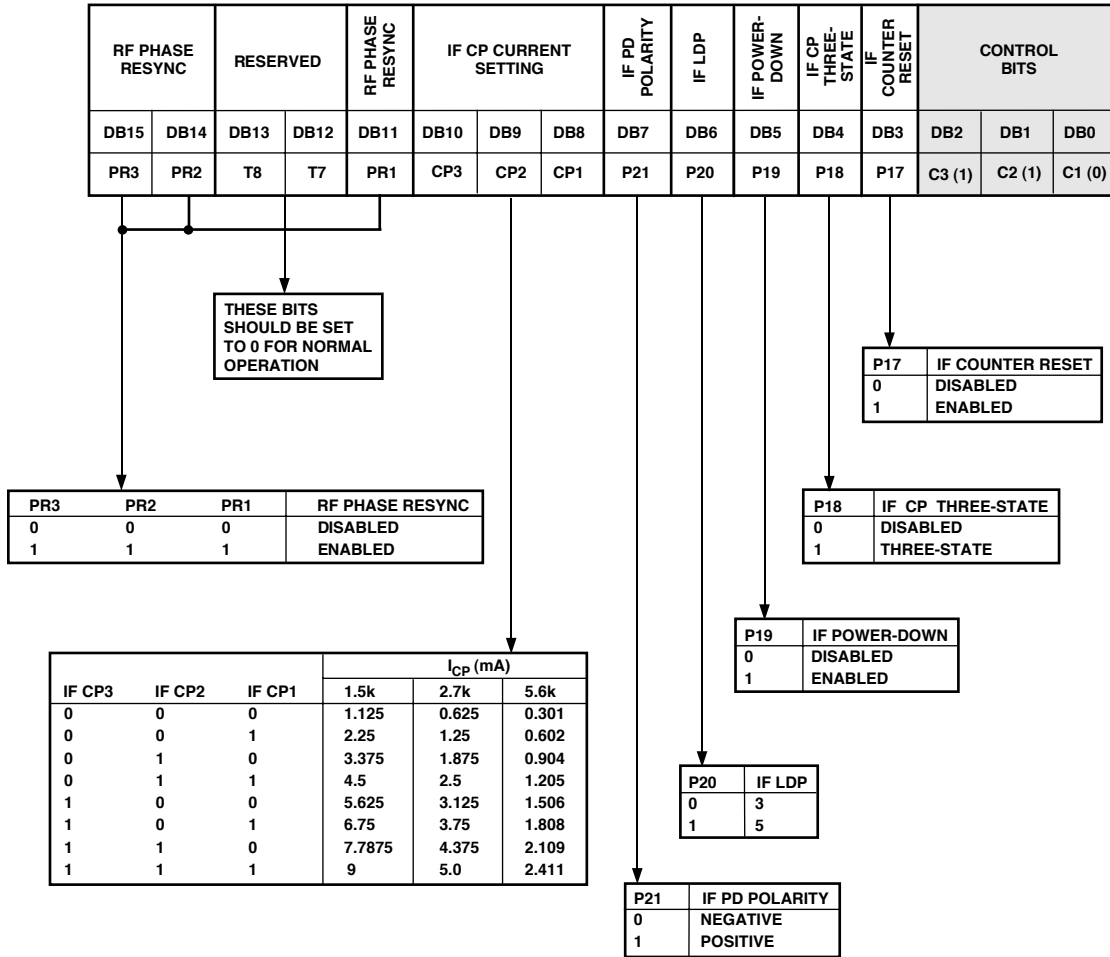 RF PHASE RESYNC
RESERVED
RF PHASE RESYNC
IF CP CURRENT SETTING
IF PD POLARITY
IF LDP
IF POWER-DOWN
IF CP THREE-STATE
IF COUNTER RESET
CONTROL BITS
DB15 DB14 DB13 DB12 DB11 DB10 DB9 DB8 DB7 DB6 DB5 DB4 DB3 DB2 DB1 DB0
PR3 PR2 T8 T7 PR1 CP3 CP2 CP1 P21 P20 P19 P18 P17 C3 (1) C2 (1) C1 (0)
THESE BITS
SHOULD BE SET
TO 0 FOR NORMAL
OPERATION
P17 IF COUNTER RESET
0 DISABLED
1 ENABLED
PR3 PR2 PR1 RF PHASE RESYNC
0 0 0 DISABLED
1 1 1 ENABLED
P18 IF CP THREE-STATE
0 DISABLED
1 THREE-STATE
P19 IF POWER-DOWN
0 DISABLED
1 ENABLED
ICP (mA)
IF CP3 IF CP2 IF CP1 1.5k 2.7k 5.6k
0 0 0 1.125 0.625 0.301
0 0 1 2.25 1.25 0.602
0 1 0 3.375 1.875 0.904
0 1 1 4.5 2.5 1.205
1 0 0 5.625 3.125 1.506
1 0 1 6.75 3.75 1.808
1 1 0 7.7875 4.375 2.109
1 1 1 9 5.0 2.411
P20 IF LDP
0 3
1 5
P21 IF PD POLARITY
0 NEGATIVE
1 POSITIVE